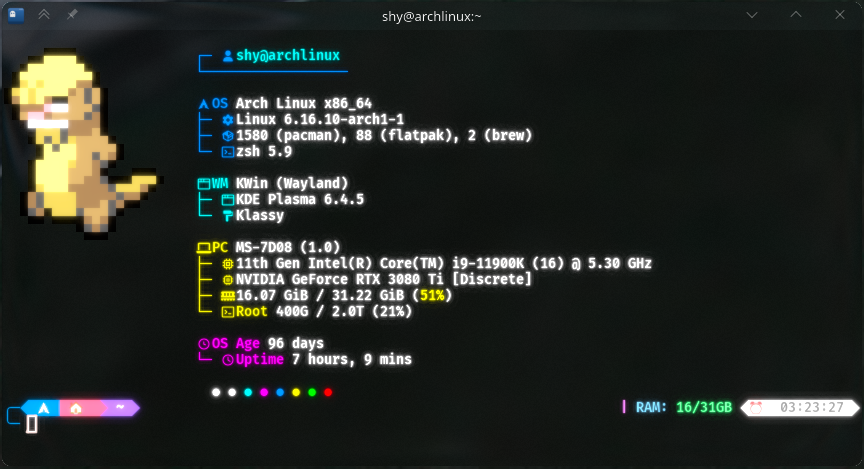 shy@archlinux:~
shy@archlinux
OS Arch Linux x86_64
Linux 6.16.10-arch1-1
1580 (pacman), 88 (flatpak), 2 (brew)
zsh 5.9
WM KWin (Wayland)
KDE Plasma 6.4.5
Klassy
PC MS-7D08 (1.0)
11th Gen Intel(R) Core(TM) i9-11900K (16) @ 5.30 GHz
NVIDIA GeForce RTX 3080 Ti [Discrete]
16.07 GiB / 31.22 GiB (51%)
Root 400G / 2.0T (21%)
OS Age 96 days
Uptime 7 hours, 9 mins
~ RAM: 16/31GB 03:23:27